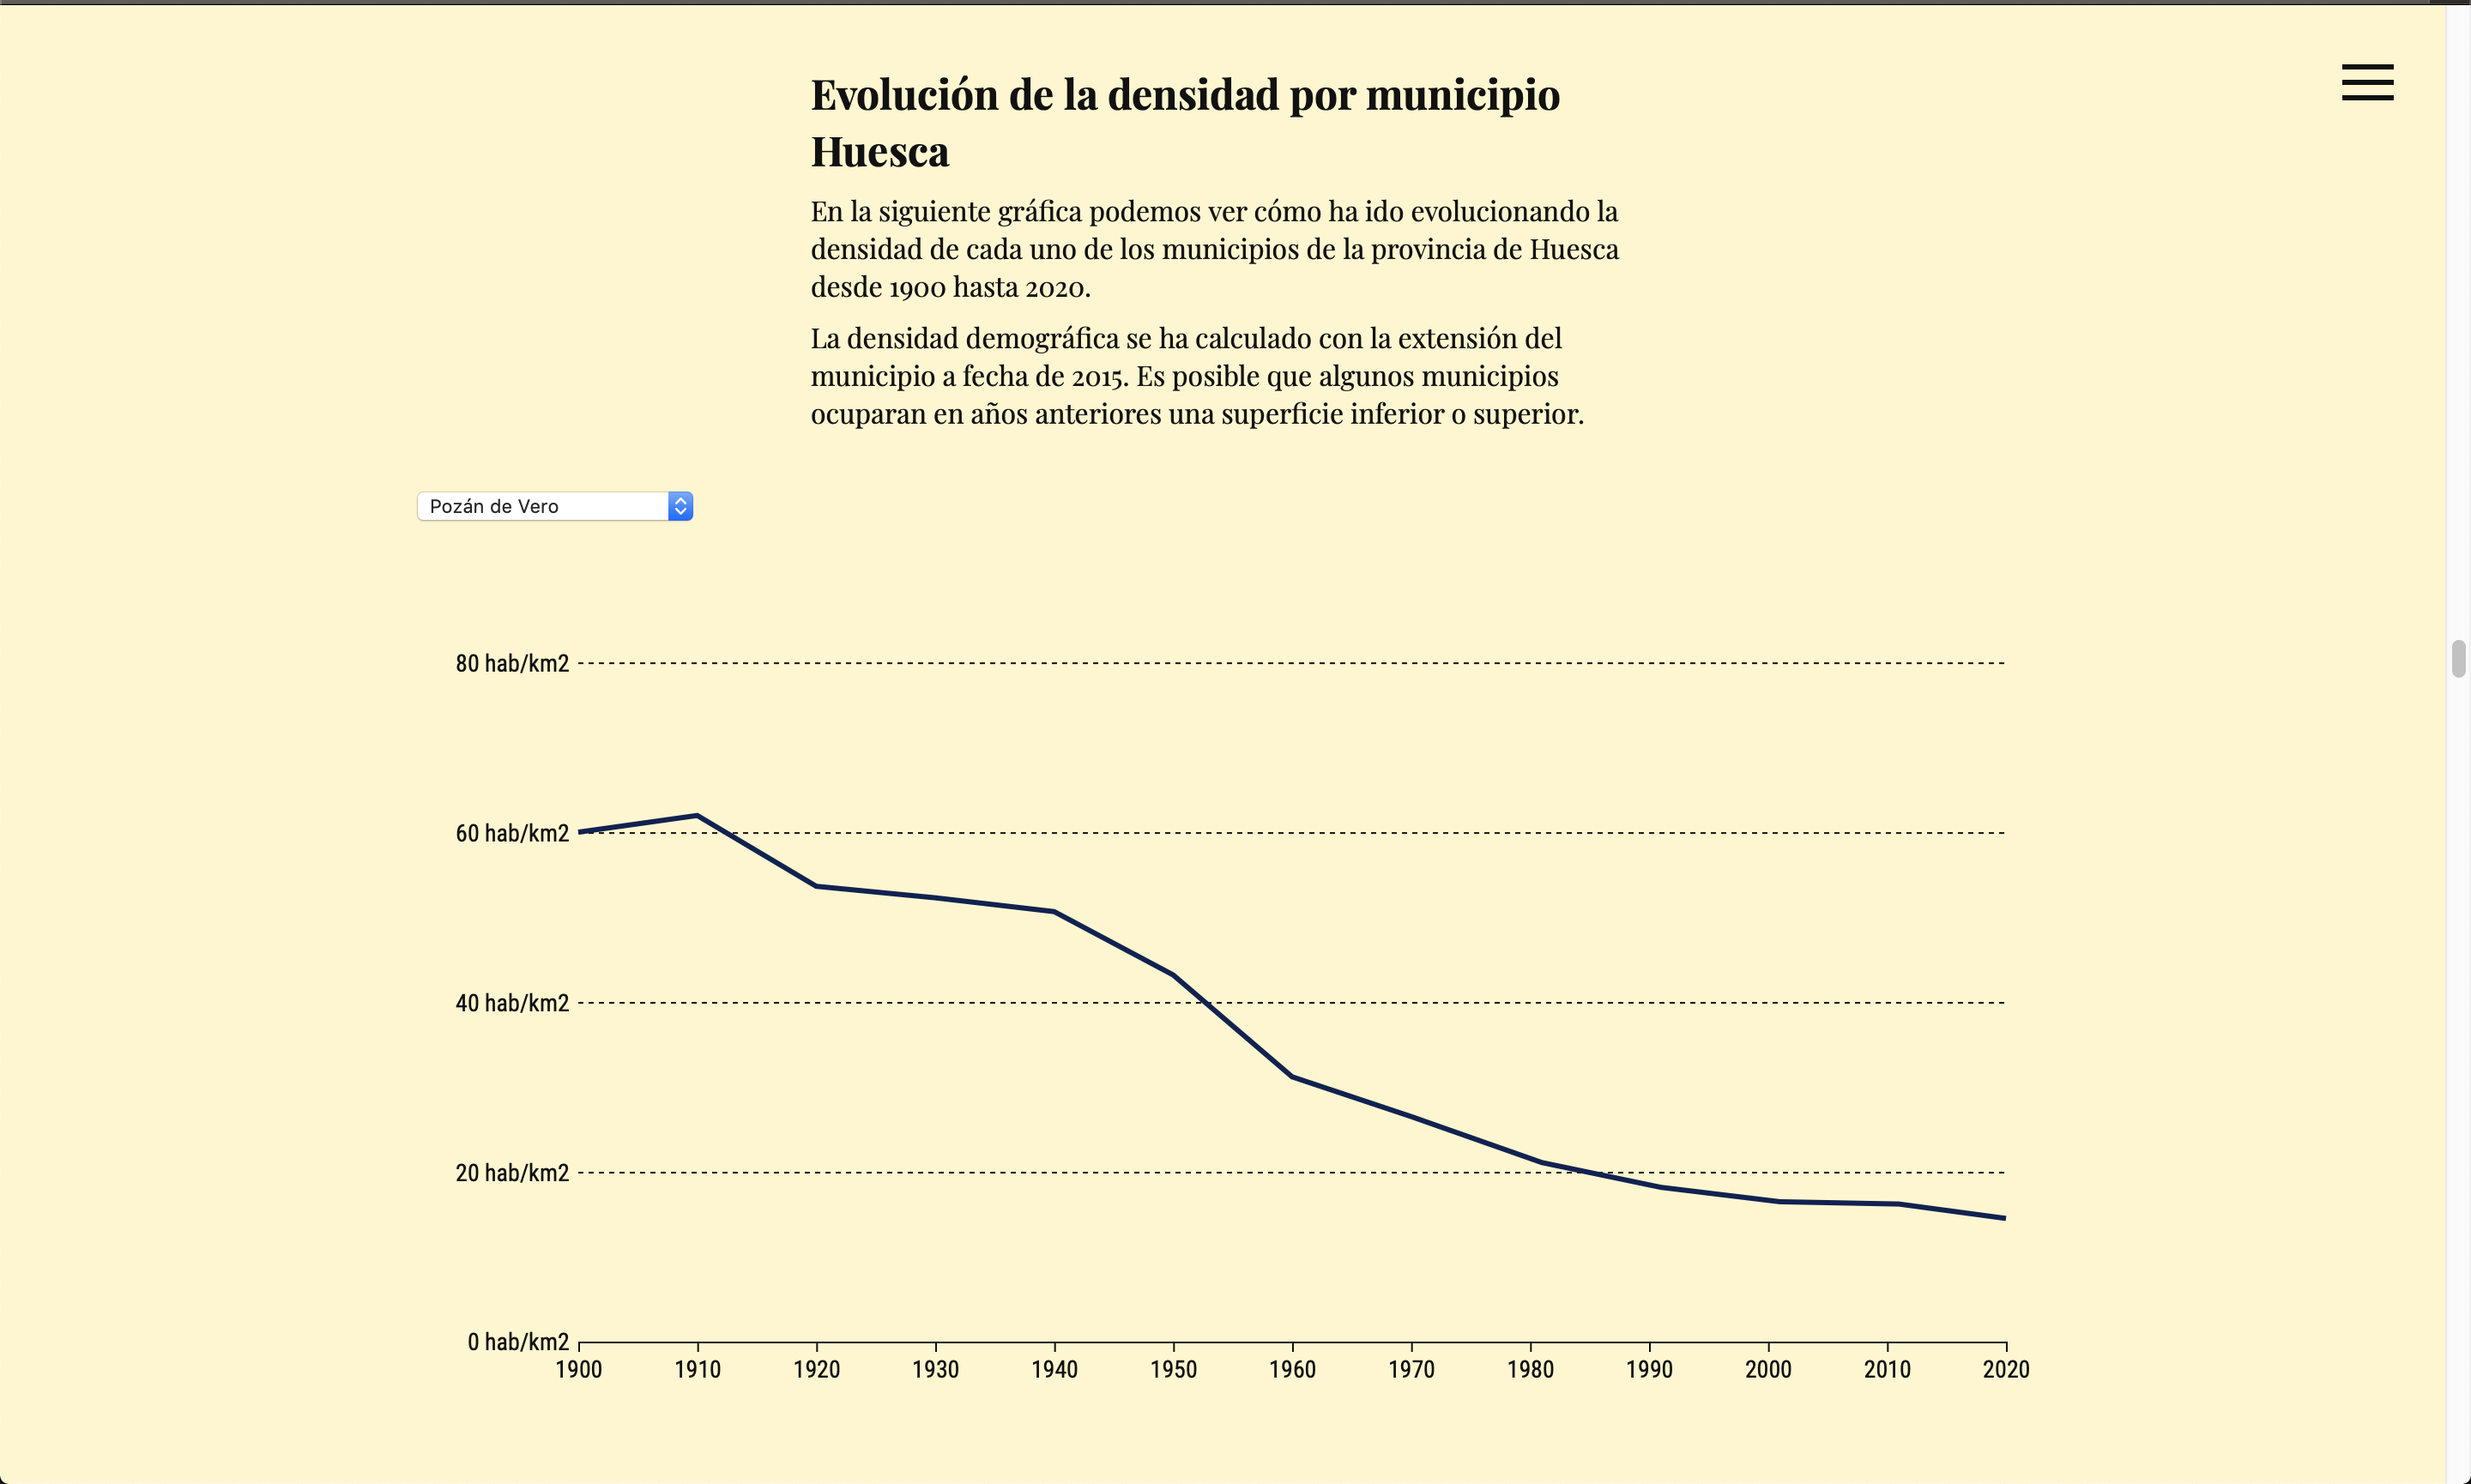 Evolución de la densidad por municipio
Huesca
En la siguiente gráfica podemos ver cómo ha ido evolucionando la
densidad de cada uno de los municipios de la provincia de Huesca
desde 1900 hasta 2020.
La densidad demográfica se ha calculado con la extensión del
municipio a fecha de 2015. Es posible que algunos municipios
ocuparan en años anteriores una superficie inferior o superior.
Pozán de Vero
80 hab/km2
60 hab/km2
40 hab/km2
20 hab/km2
0 hab/km2
1900 1910 1920 1930 1940 1950 1960 1970 1980 1990 2000 2010 2020